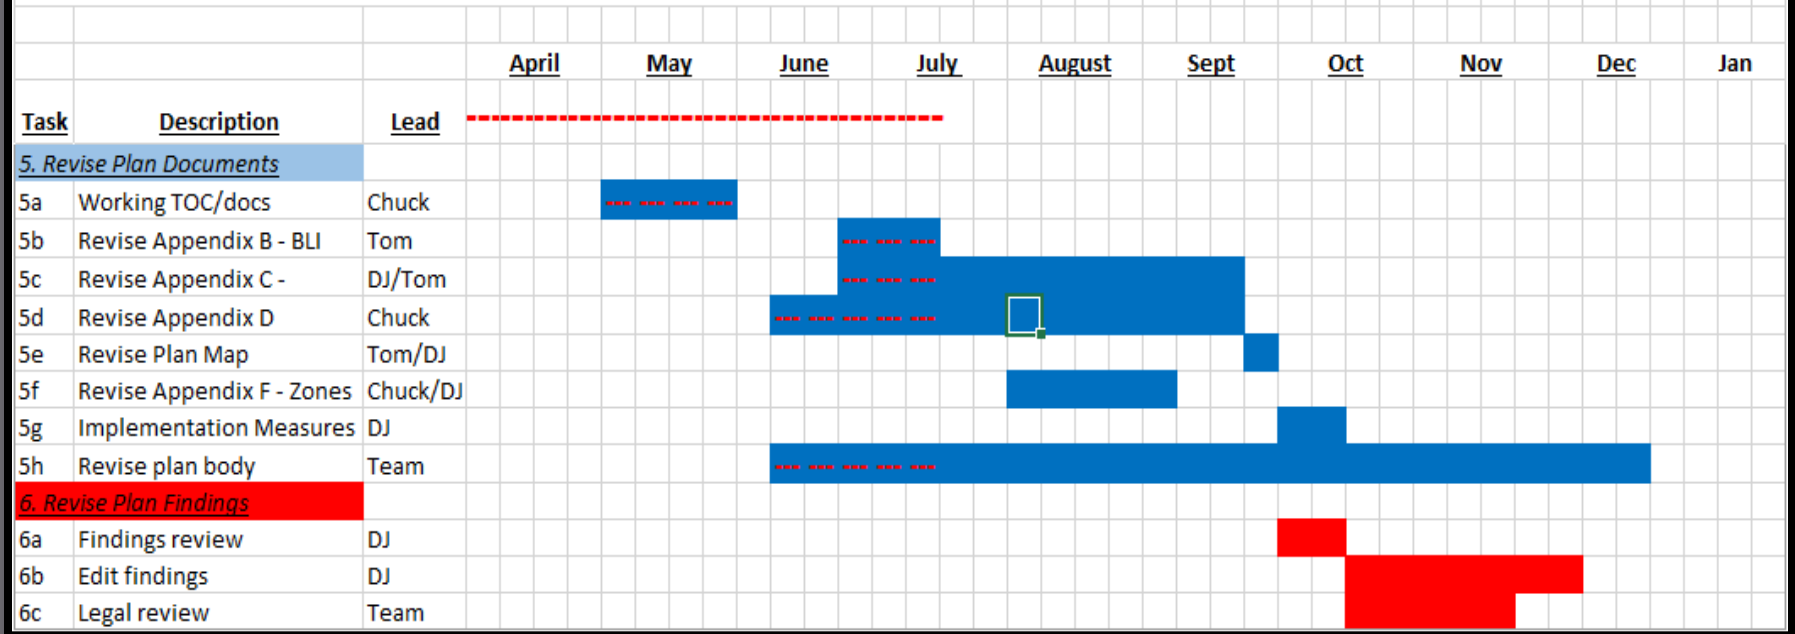 April May June July August Sept Oct Nov Dec Jan
Task Description Lead
5. Revise Plan Documents
5a Working TOC/docs Chuck
5b Revise Appendix B - BLI Tom
5c Revise Appendix C - DJ/Tom
5d Revise Appendix D Chuck
5e Revise Plan Map Tom/DJ
5f Revise Appendix F - Zones Chuck/DJ
5g Implementation Measures DJ
5h Revise plan body Team
6. Revise Plan Findings
6a Findings review DJ
6b Edit findings DJ
6c Legal review Team